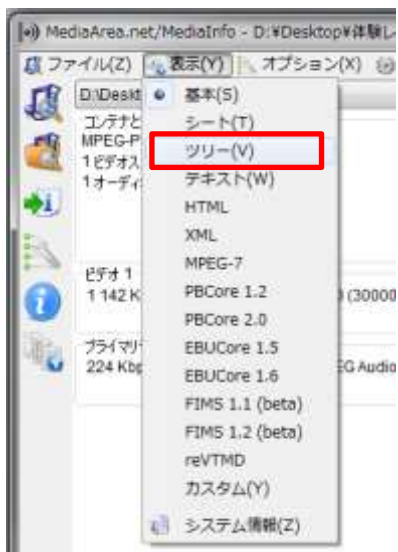 MediaArea.net/MediaInfo - D:¥Desktop¥体験レ
ファイル(Z) 表示(Y) オプション(X)
D:\Deskt
基本(S)
コンテナと
シート(T)
MPEG-P
ツリー(V)
1ビデオス
1オーディ
テキスト(W)
HTML
XML
MPEG-7
ビデオ 1
1 142 K
PBCore 1.2
(30000
PBCore 2.0
プライマリ
EBUCore 1.5
224 Kbp
EBUCore 1.6
EG Audio
FIMS 1.1 (beta)
FIMS 1.2 (beta)
reVTMD
カスタム(Y)
システム情報(Z)